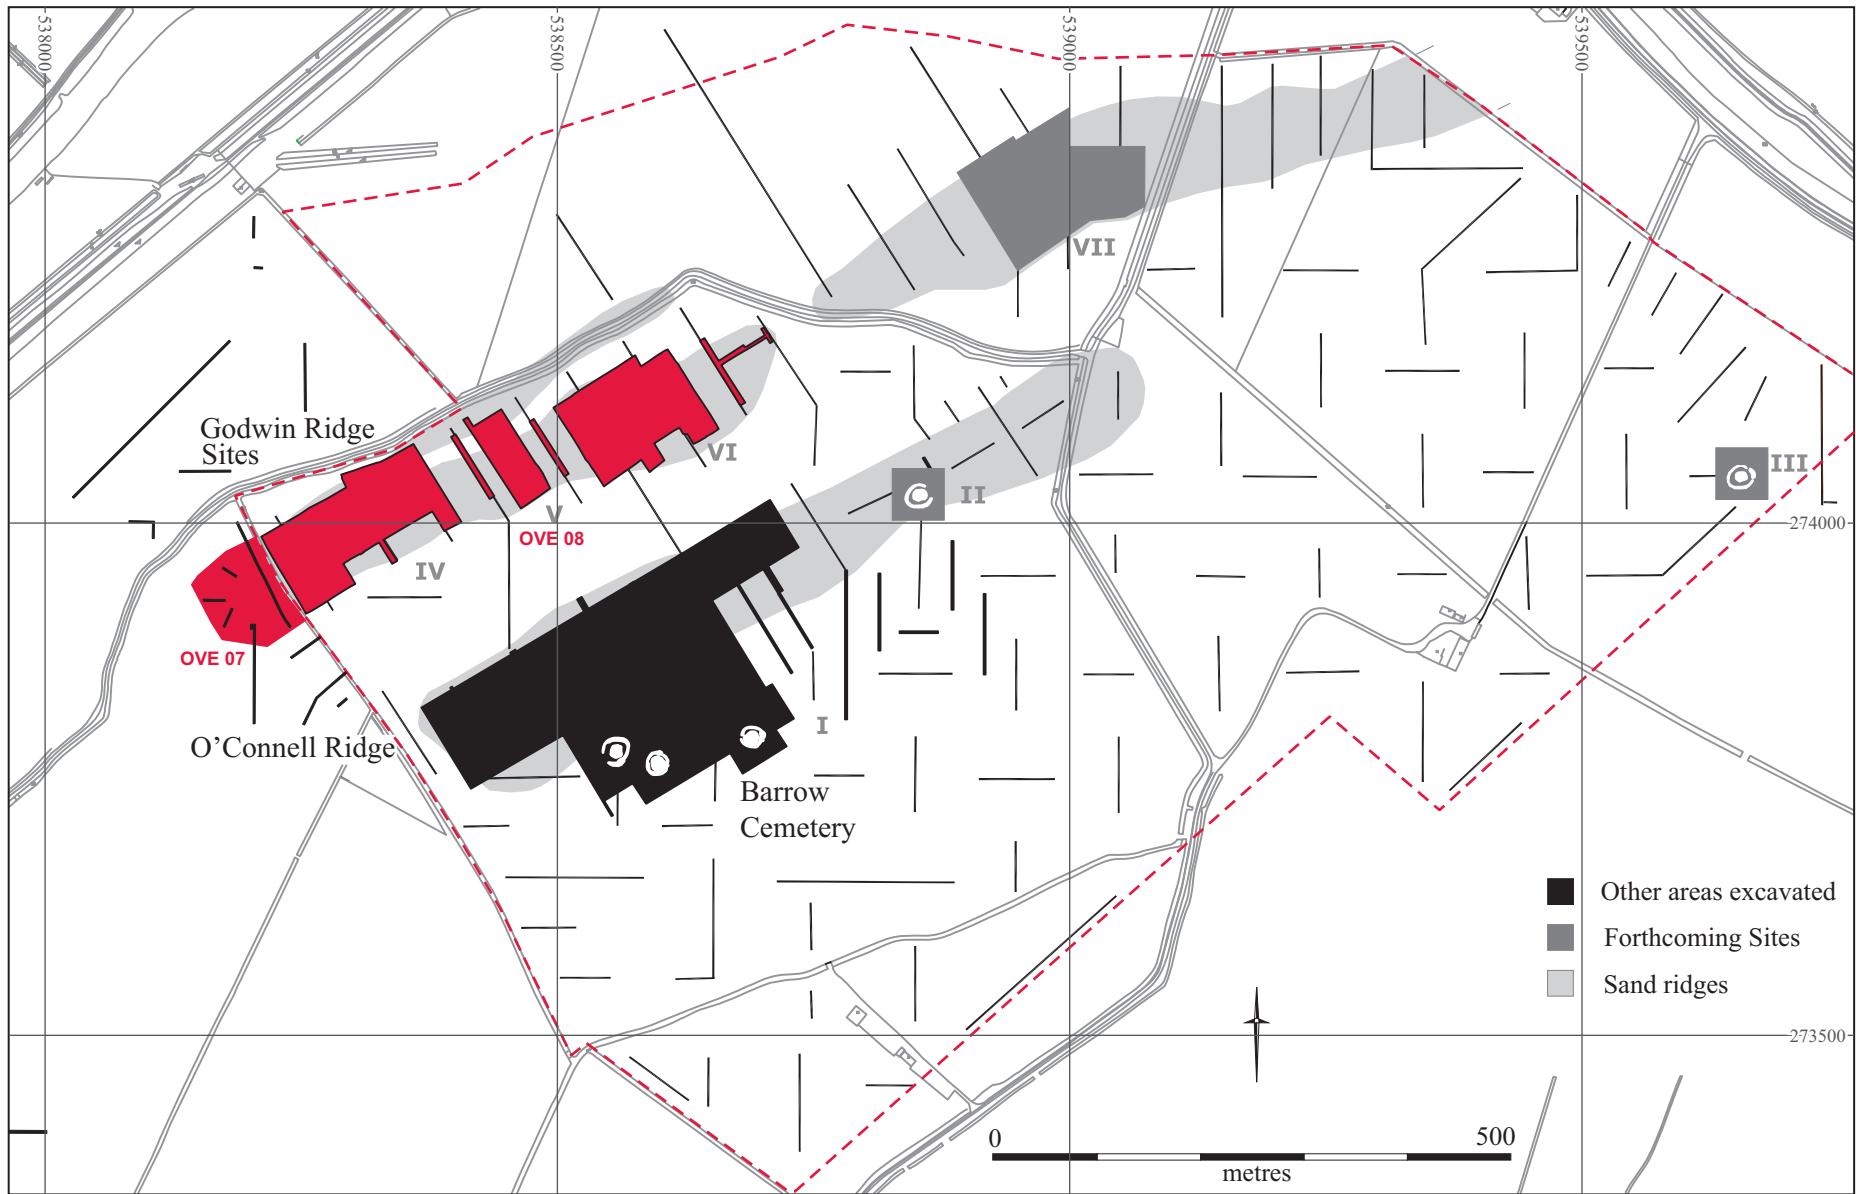 538000
538500
539000
539500
VII
Godwin Ridge
Sites
VI
III
II
V
274000
OVE 08
IV
OVE 07
I
O’Connell Ridge
Barrow
Cemetery
Other areas excavated
Forthcoming Sites
Sand ridges
273500
0 500
metres